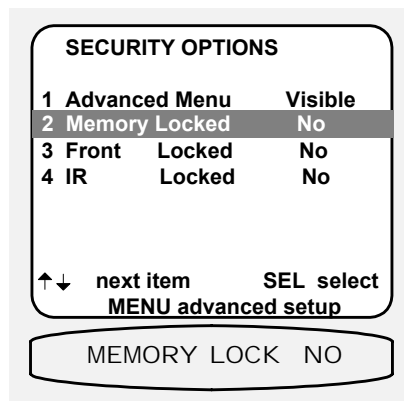 SECURITY OPTIONS
1 Advanced Menu Visible
2 Memory Locked No
3 Front Locked No
4 IR Locked No
↑↓ next item SEL select
MENU advanced setup
MEMORY LOCK NO